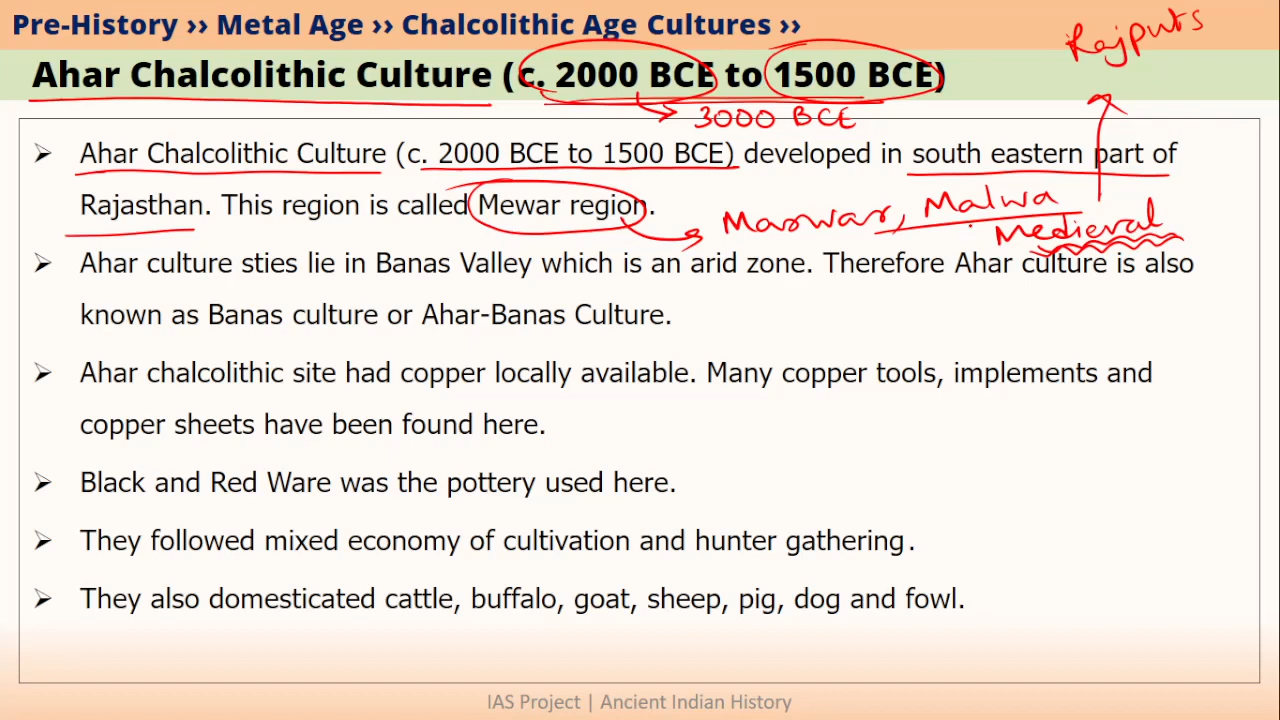 Pre-History ›› Metal Age ›› Chalcolithic Age Cultures ››
Rajputs
Ahar Chalcolithic Culture (c. 2000 BCE to 1500 BCE)
3000 BCE
➢ Ahar Chalcolithic Culture (c. 2000 BCE to 1500 BCE) developed in south eastern part of
Rajasthan. This region is called Mewar region.
Marwar, Malwa
Medieval
➢ Ahar culture sties lie in Banas Valley which is an arid zone. Therefore Ahar culture is also
known as Banas culture or Ahar-Banas Culture.
➢ Ahar chalcolithic site had copper locally available. Many copper tools, implements and
copper sheets have been found here.
➢ Black and Red Ware was the pottery used here.
➢ They followed mixed economy of cultivation and hunter gathering.
➢ They also domesticated cattle, buffalo, goat, sheep, pig, dog and fowl.
IAS Project | Ancient Indian History